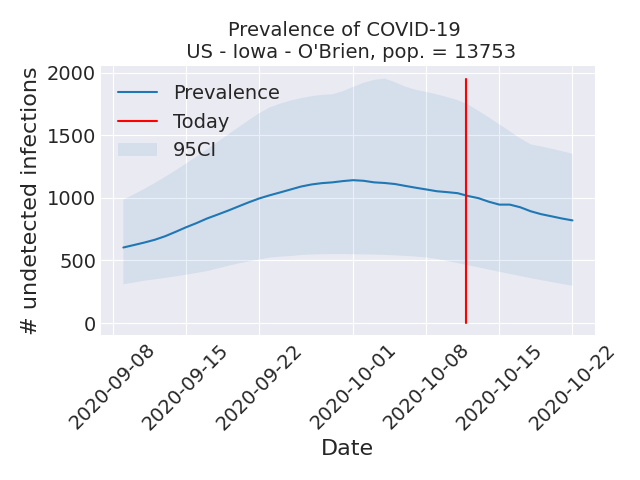 Prevalence of COVID-19
US - Iowa - O'Brien, pop. = 13753
# undetected infections
2000
1500
1000
500
0
Prevalence
Today
95CI
2020-09-08
2020-09-15
2020-09-22
2020-10-01
2020-10-08
2020-10-15
2020-10-22
Date